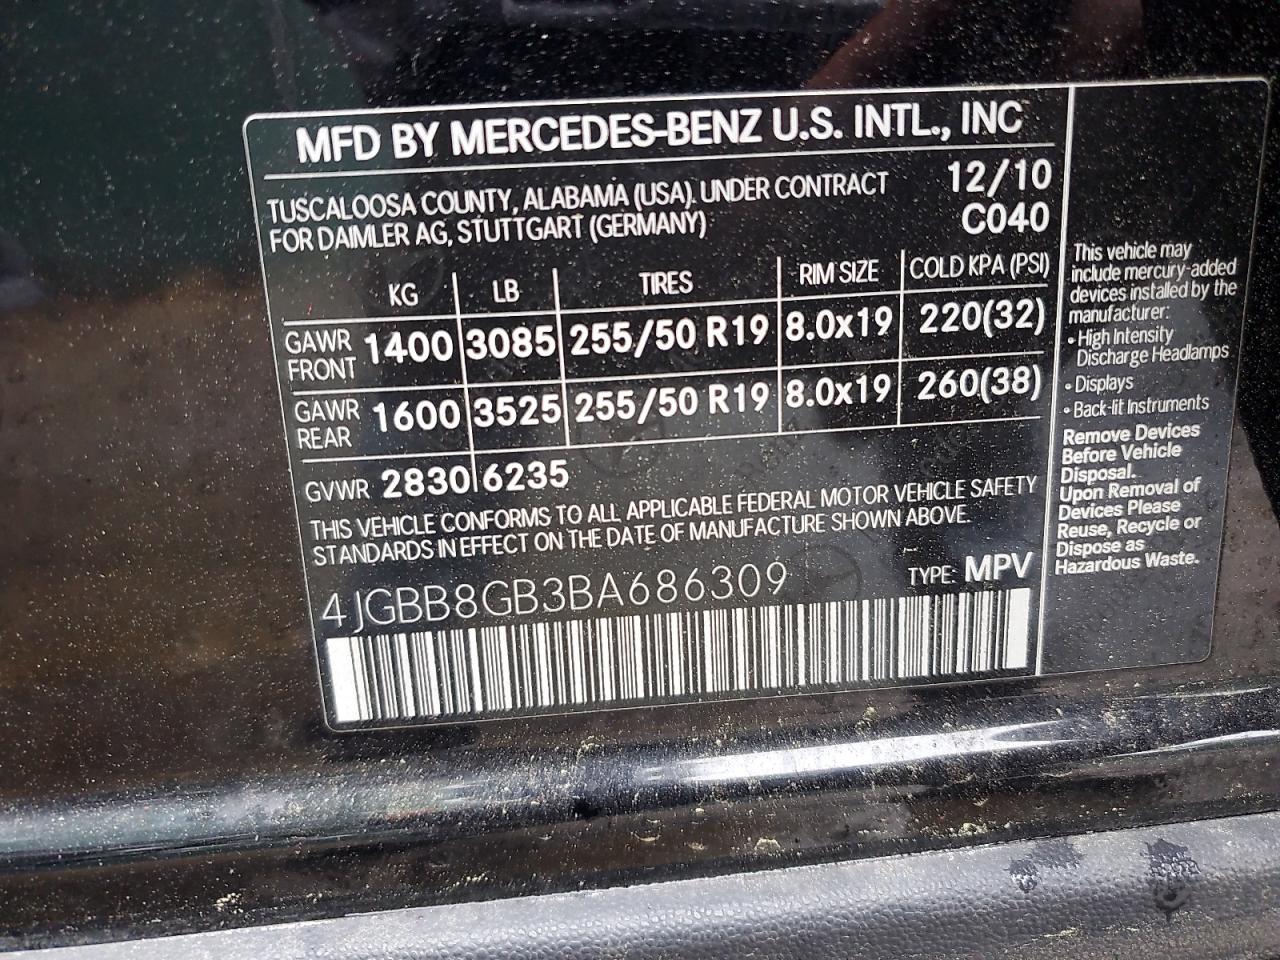 MFD BY MERCEDES-BENZ U.S. INTL., INC
TUSCALOOSA COUNTY, ALABAMA (USA). UNDER CONTRACT
FOR DAIMLER AG, STUTTGART (GERMANY)
12/10
C040
KG LB TIRES RIM SIZE COLD KPA (PSI)
GAWR FRONT 1400 3085 255/50 R19 8.0x19 220(32)
GAWR REAR 1600 3525 255/50 R19 8.0x19 260(38)
GVWR 2830 6235
THIS VEHICLE CONFORMS TO ALL APPLICABLE FEDERAL MOTOR VEHICLE SAFETY
STANDARDS IN EFFECT ON THE DATE OF MANUFACTURE SHOWN ABOVE.
4JGBB8GB3BA686309
TYPE: MPV
This vehicle may
include mercury-added
devices installed by the
manufacturer:
• High Intensity
Discharge Headlamps
• Displays
• Back-lit Instruments
Remove Devices
Before Vehicle
Disposal.
Upon Removal of
Devices Please
Reuse, Recycle or
Dispose as
Hazardous Waste.